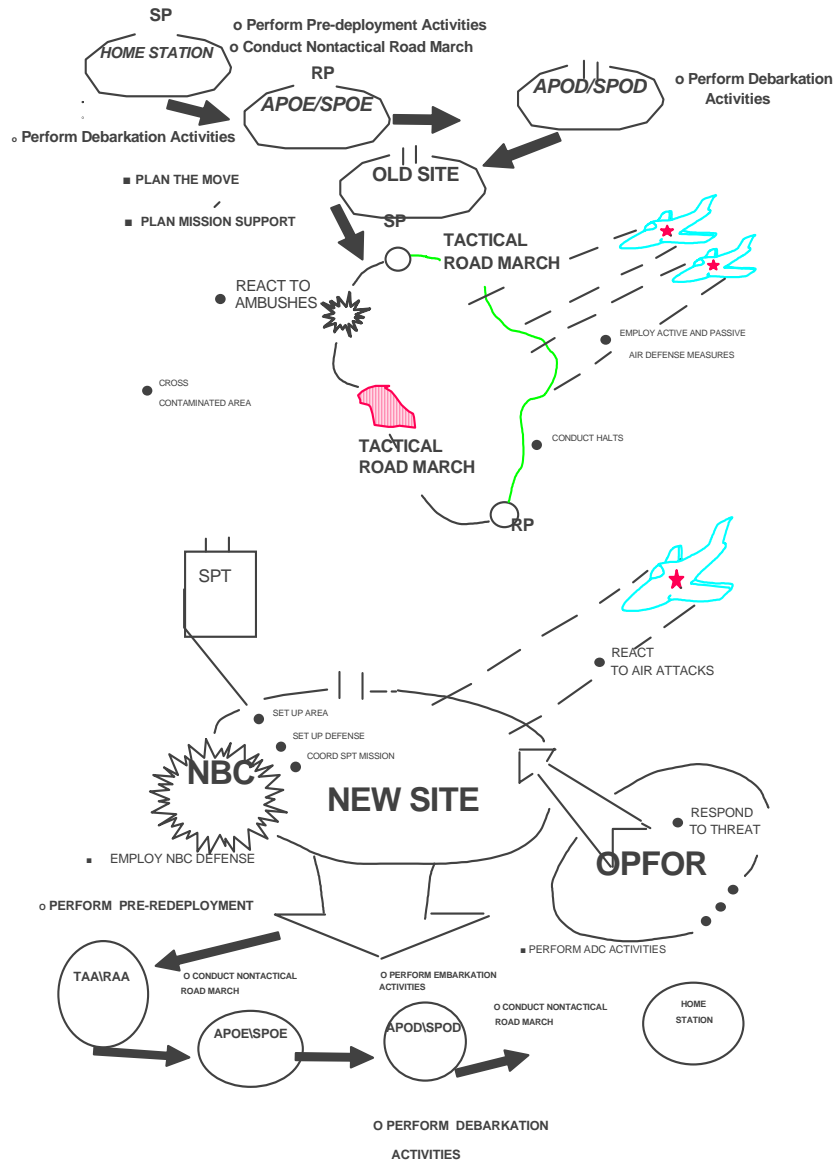 SP
o Perform Pre-deployment Activities
HOME STATION
o Conduct Nontactical Road March
RP
APOE/SPOE
APOD/SPOD
o Perform Debarkation
Activities
o Perform Debarkation Activities
OLD SITE
■ PLAN THE MOVE
■ PLAN MISSION SUPPORT
SP
TACTICAL
ROAD MARCH
● REACT TO
AMBUSHES
● EMPLOY ACTIVE AND PASSIVE
AIR DEFENSE MEASURES
● CROSS
CONTAMINATED AREA
TACTICAL
ROAD MARCH
● CONDUCT HALTS
RP
SPT
● REACT
TO AIR ATTACKS
● SET UP AREA
● SET UP DEFENSE
● COORD SPT MISSION
NBC
NEW SITE
● RESPOND
TO THREAT
OPFOR
■ EMPLOY NBC DEFENSE
o PERFORM PRE-REDEPLOYMENT
■ PERFORM ADC ACTIVITIES
TAA\RAA
O CONDUCT NONTACTICAL
ROAD MARCH
O PERFORM EMBARKATION
ACTIVITIES
O CONDUCT NONTACTICAL
ROAD MARCH
HOME
STATION
APOE\SPOE
APOD\SPOD
O PERFORM DEBARKATION
ACTIVITIES